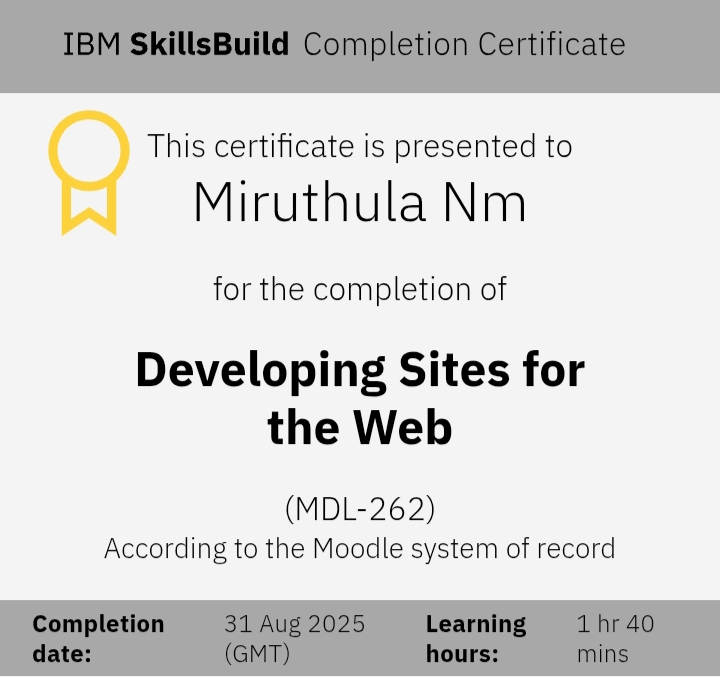 IBM SkillsBuild Completion Certificate
This certificate is presented to
Miruthula Nm
for the completion of
Developing Sites for
the Web
(MDL-262)
According to the Moodle system of record
Completion date:
31 Aug 2025 (GMT)
Learning hours:
1 hr 40 mins